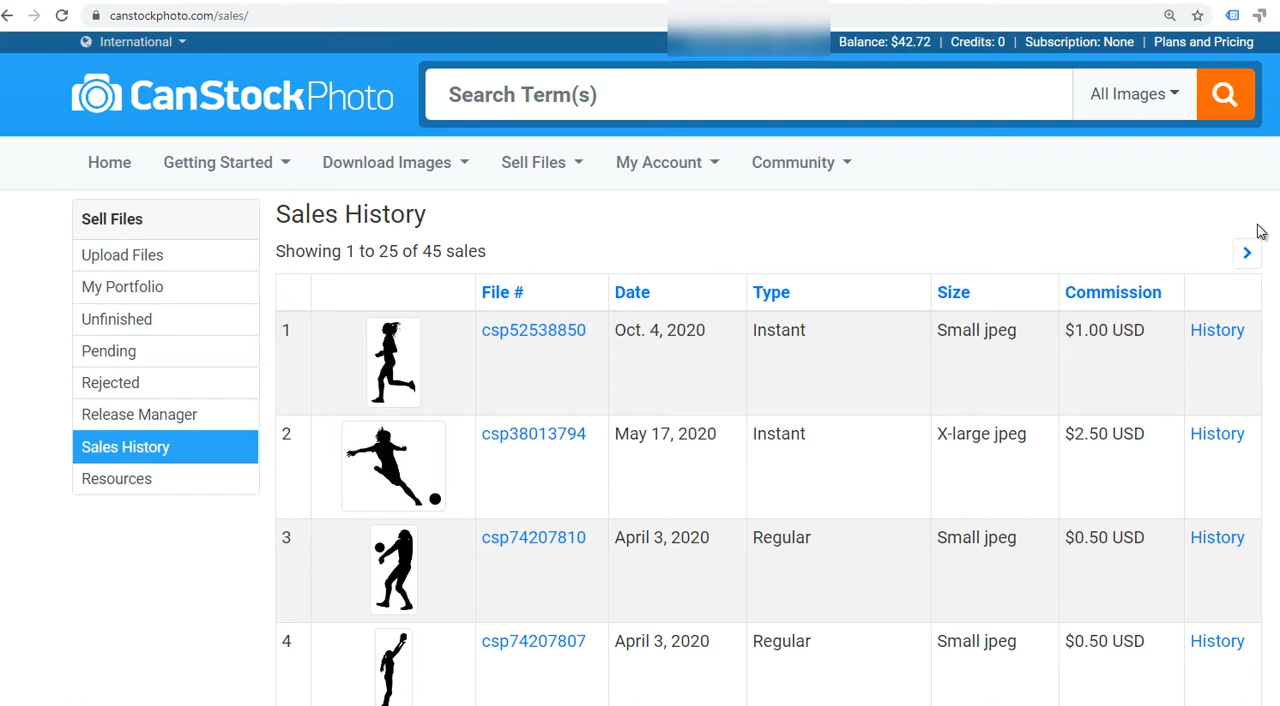 canstockphoto.com/sales/
International Balance: $42.72 | Credits: 0 | Subscription: None | Plans and Pricing
CanStockPhoto Search Term(s) All Images
Home Getting Started Download Images Sell Files My Account Community
Sell Files
Upload Files
My Portfolio
Unfinished
Pending
Rejected
Release Manager
Sales History
Resources
Sales History
Showing 1 to 25 of 45 sales
File # Date Type Size Commission
1 csp52538850 Oct. 4, 2020 Instant Small jpeg $1.00 USD History
2 csp38013794 May 17, 2020 Instant X-large jpeg $2.50 USD History
3 csp74207810 April 3, 2020 Regular Small jpeg $0.50 USD History
4 csp74207807 April 3, 2020 Regular Small jpeg $0.50 USD History